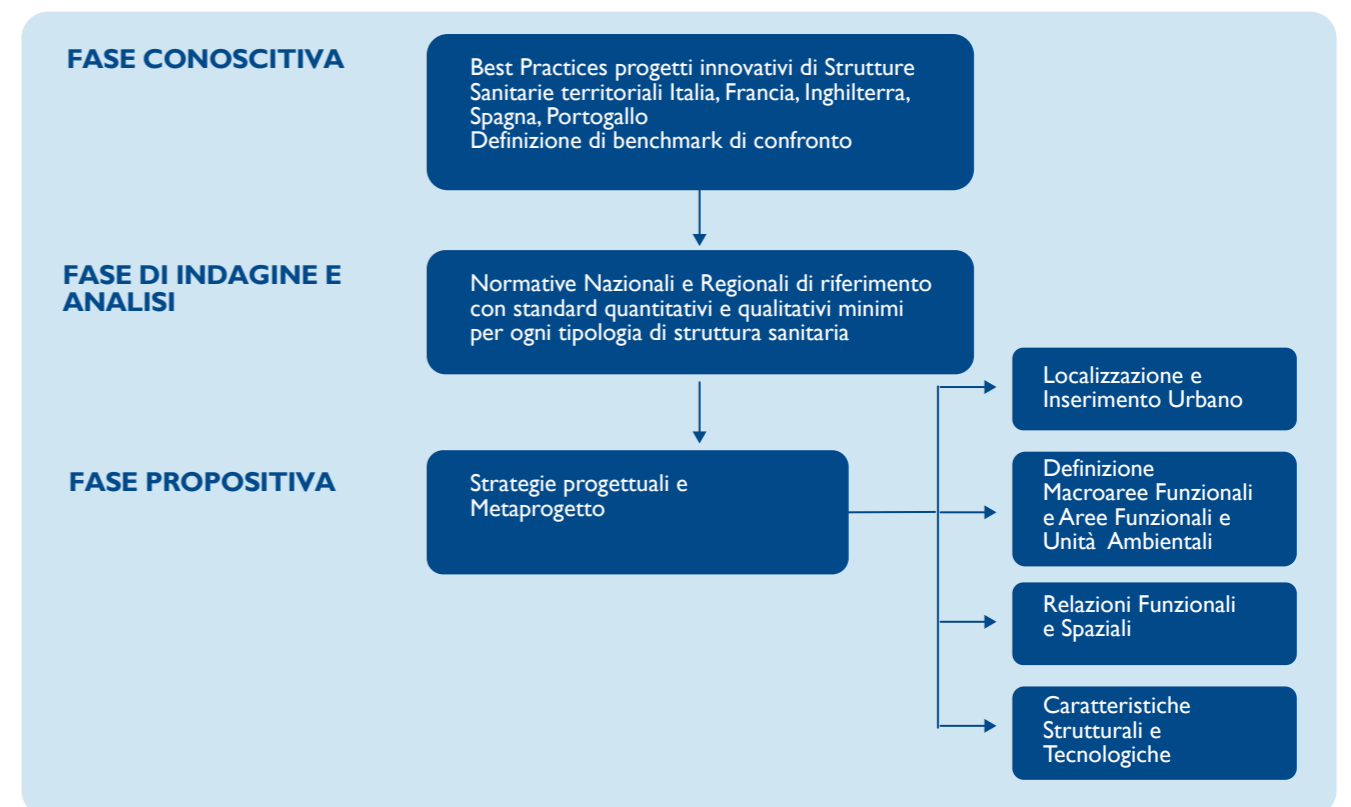 FASE CONOSCITIVA
Best Practices progetti innovativi di Strutture
Sanitarie territoriali Italia, Francia, Inghilterra,
Spagna, Portogallo
Definizione di benchmark di confronto
FASE DI INDAGINE E
ANALISI
Normative Nazionali e Regionali di riferimento
con standard quantitativi e qualitativi minimi
per ogni tipologia di struttura sanitaria
FASE PROPOSITIVA
Strategie progettuali e
Metaprogetto
Localizzazione e
Inserimento Urbano
Definizione
Macroaree Funzionali
e Aree Funzionali e
Unità Ambientali
Relazioni Funzionali
e Spaziali
Caratteristiche
Strutturali e
Tecnologiche